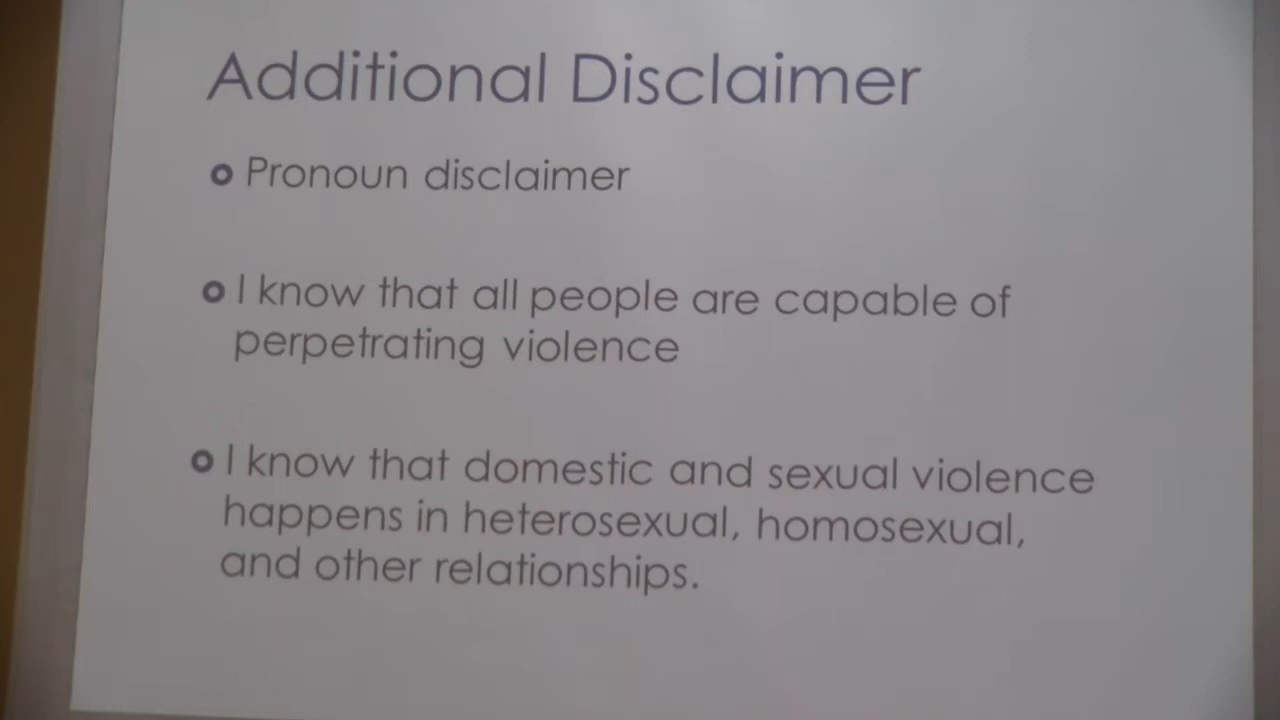 Additional Disclaimer
Pronoun disclaimer
I know that all people are capable of
perpetrating violence
I know that domestic and sexual violence
happens in heterosexual, homosexual,
and other relationships.